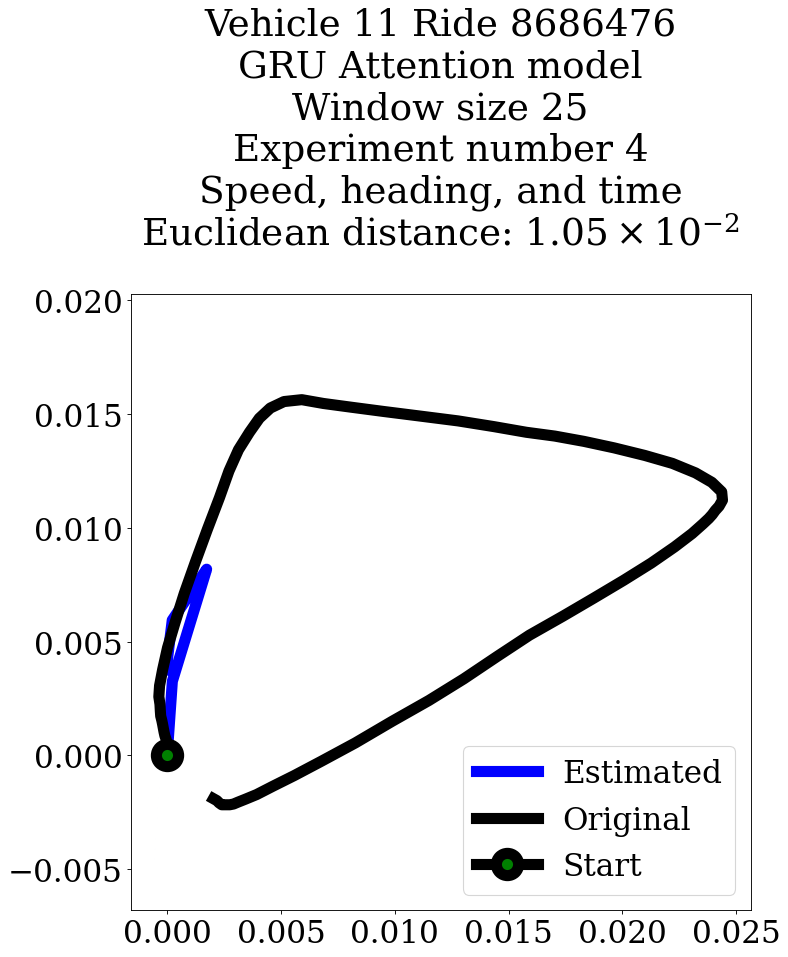 Vehicle 11 Ride 8686476
GRU Attention model
Window size 25
Experiment number 4
Speed, heading, and time
Euclidean distance: 1.05 × 10⁻²
0.020
0.015
0.010
0.005
0.000
−0.005
Estimated
Original
Start
0.000 0.005 0.010 0.015 0.020 0.025